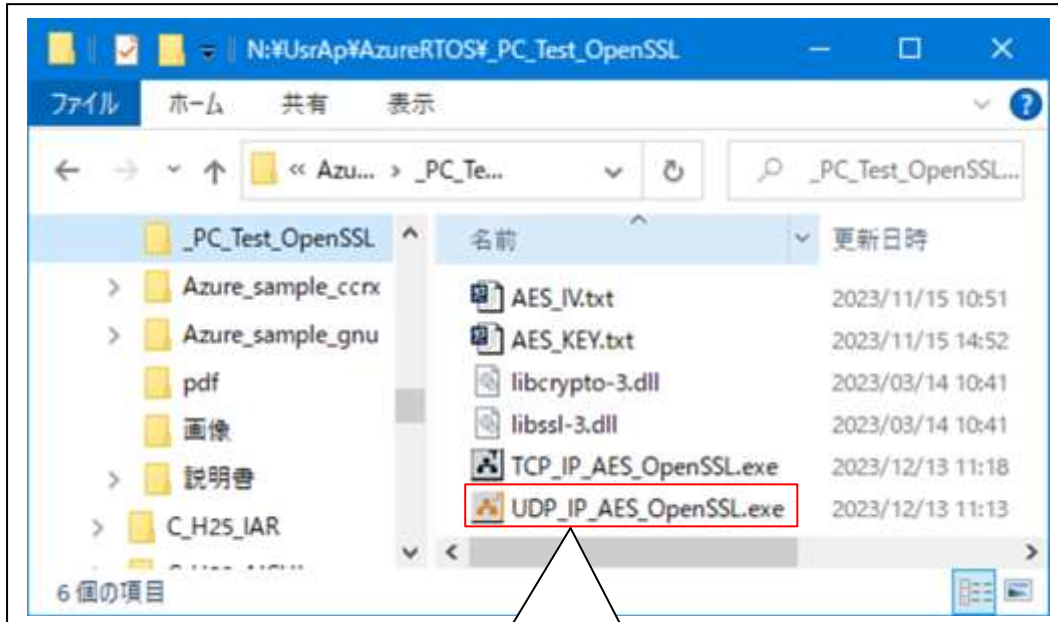 N:¥UsrAp¥AzureRTOS¥_PC_Test_OpenSSL
ファイル ホーム 共有 表示
« Azu... › _PC_Te... _PC_Test_OpenSSL...
_PC_Test_OpenSSL 名前 更新日時
Azure_sample_ccrx AES_IV.txt 2023/11/15 10:51
Azure_sample_gnu AES_KEY.txt 2023/11/15 14:52
pdf libcrypto-3.dll 2023/03/14 10:41
画像 libssl-3.dll 2023/03/14 10:41
説明書 TCP_IP_AES_OpenSSL.exe 2023/12/13 11:18
C_H25_IAR UDP_IP_AES_OpenSSL.exe 2023/12/13 11:13
6 個の項目